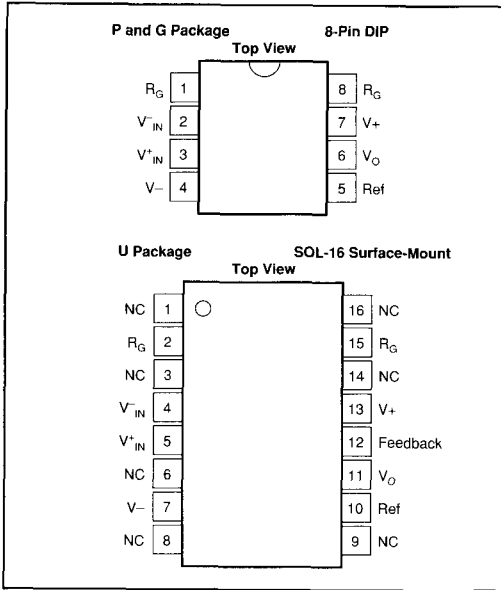 P and G Package 8-Pin DIP
Top View
R_G 1 8 R_G
V⁻_IN 2 7 V+
V⁺_IN 3 6 V_O
V– 4 5 Ref
U Package SOL-16 Surface-Mount
Top View
NC 1 16 NC
R_G 2 15 R_G
NC 3 14 NC
V⁻_IN 4 13 V+
V⁺_IN 5 12 Feedback
NC 6 11 V_O
V– 7 10 Ref
NC 8 9 NC